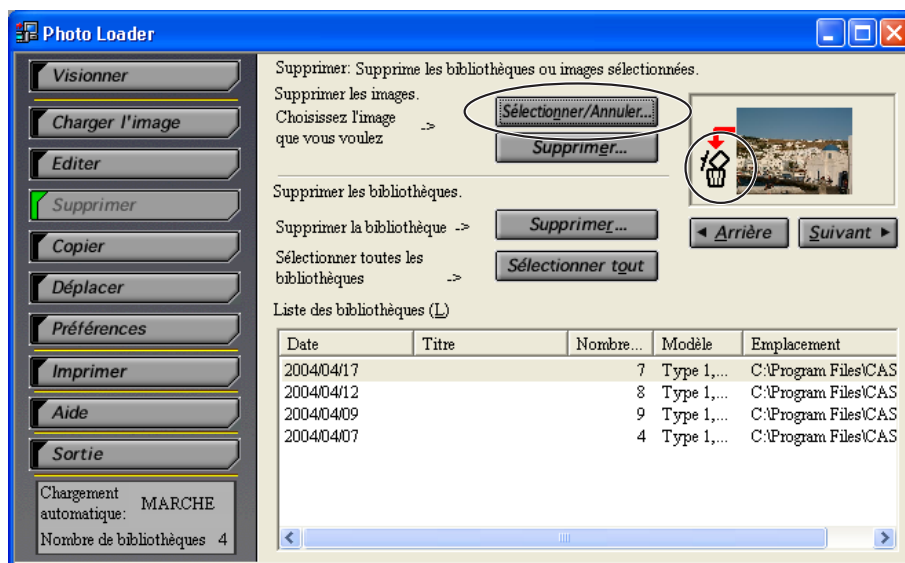 Photo Loader
Visionner
Charger l'image
Editer
Supprimer
Copier
Déplacer
Préférences
Imprimer
Aide
Sortie
Chargement
automatique: MARCHE
Nombre de bibliothèques 4
Supprimer: Supprime les bibliothèques ou images sélectionnées.
Supprimer les images.
Choisissez l'image
que vous voulez ->
Sélectionner/Annuler...
Supprimer...
Supprimer les bibliothèques.
Supprimer la bibliothèque -> Supprimer...
Sélectionner toutes les
bibliothèques -> Sélectionner tout
◄ Arrière Suivant ►
Liste des bibliothèques (L)
Date Titre Nombre... Modèle Emplacement
2004/04/17 7 Type 1,... C:\Program Files\CAS
2004/04/12 8 Type 1,... C:\Program Files\CAS
2004/04/09 9 Type 1,... C:\Program Files\CAS
2004/04/07 4 Type 1,... C:\Program Files\CAS